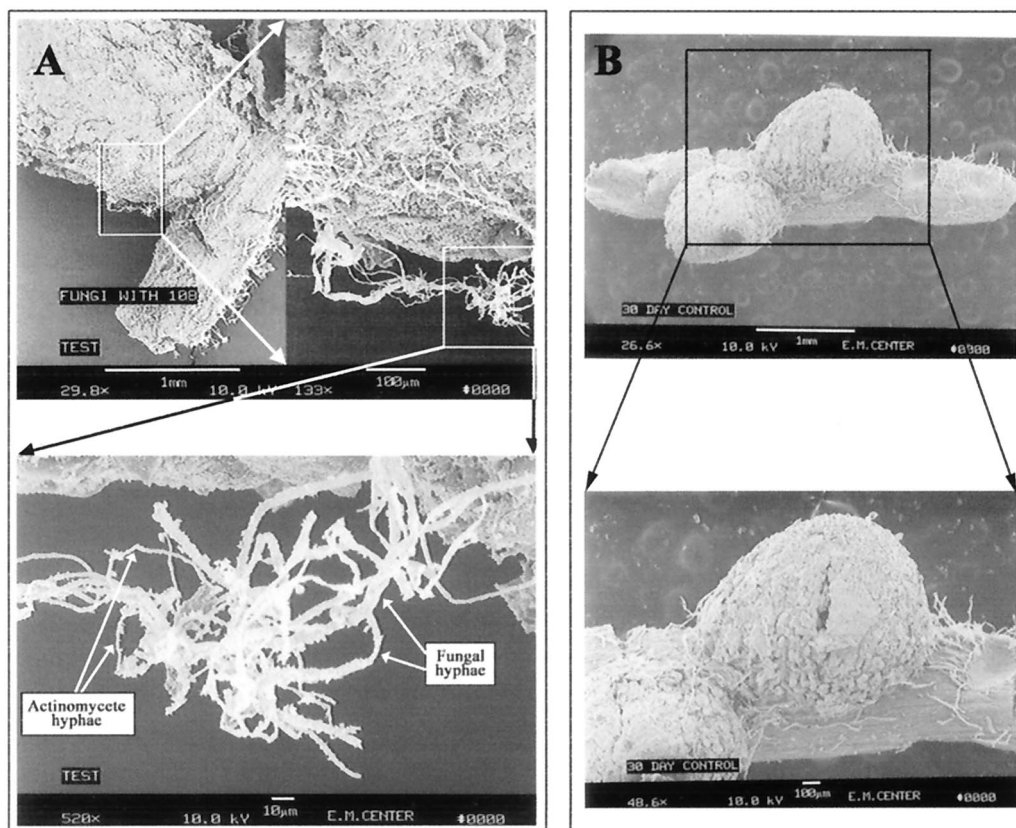 A
FUNGI WITH 108
TEST
1mm
100µm
29.8× 10.0 kV 133× #0000
Actinomycete
hyphae
Fungal
hyphae
TEST
10µm
520× 10.0 kV E.M.CENTER #0000
B
30 DAY CONTROL
1mm
26.6× 10.0 kV E.M.CENTER #0000
30 DAY CONTROL
100µm
48.6× 10.0 kV E.M.CENTER #0000